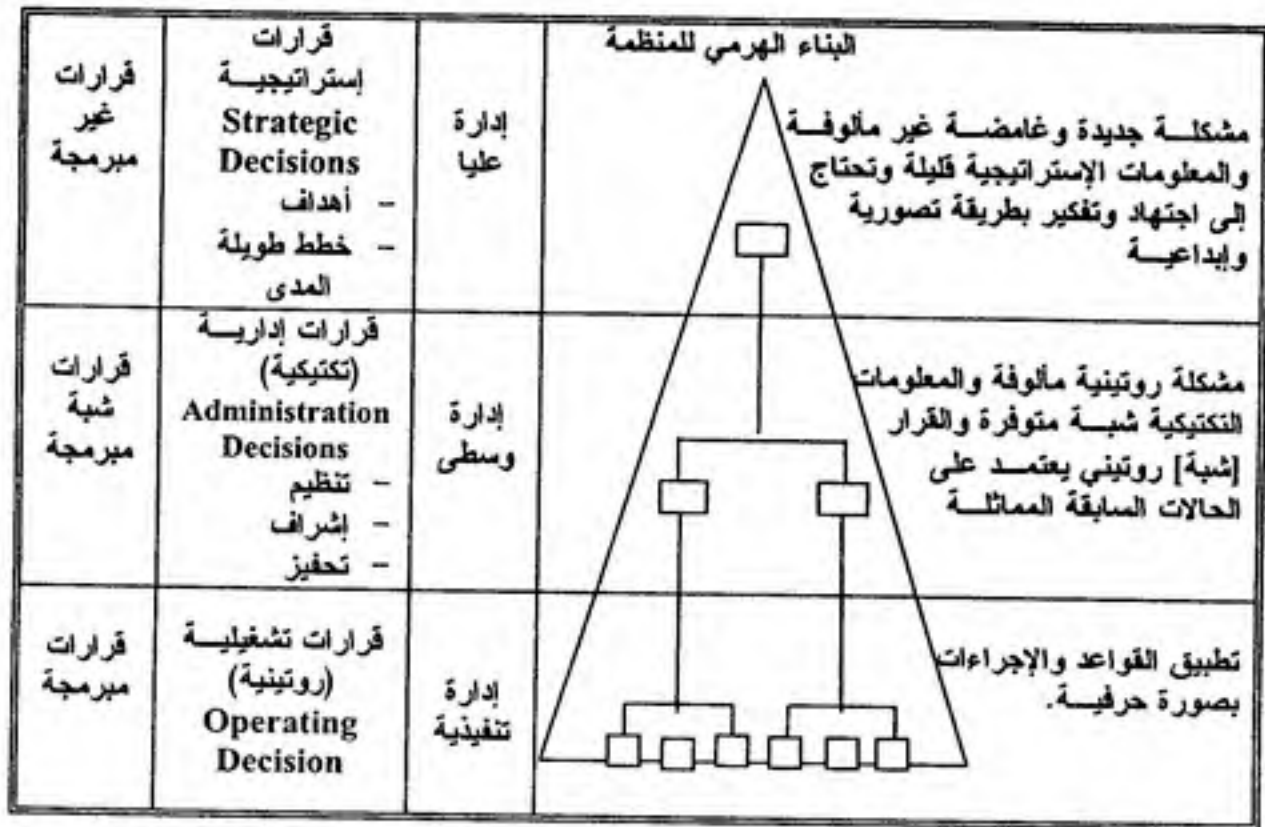 البناء الهرمي للمنظمة
مشكلة جديدة وغامضة غير مألوفة
والمعلومات الإستراتيجية قليلة وتحتاج
إلى اجتهاد وتفكير بطريقة تصورية
وإبداعية
إدارة
عليا
قرارات
إستراتيجية
Strategic
Decisions
- أهداف
- خطط طويلة
المدى
قرارات
غير
مبرمجة
مشكلة روتينية مألوفة والمعلومات
التكتيكية شبة متوفرة والقرار
[شبة] روتيني يعتمد على
الحالات السابقة المماثلة
إدارة
وسطى
قرارات إدارية
(تكتيكية)
Administration
Decisions
- تنظيم
- إشراف
- تحفيز
قرارات
شبة
مبرمجة
تطبيق القواعد والإجراءات
بصورة حرفية.
إدارة
تنفيذية
قرارات تشغيلية
(روتينية)
Operating
Decision
قرارات
مبرمجة